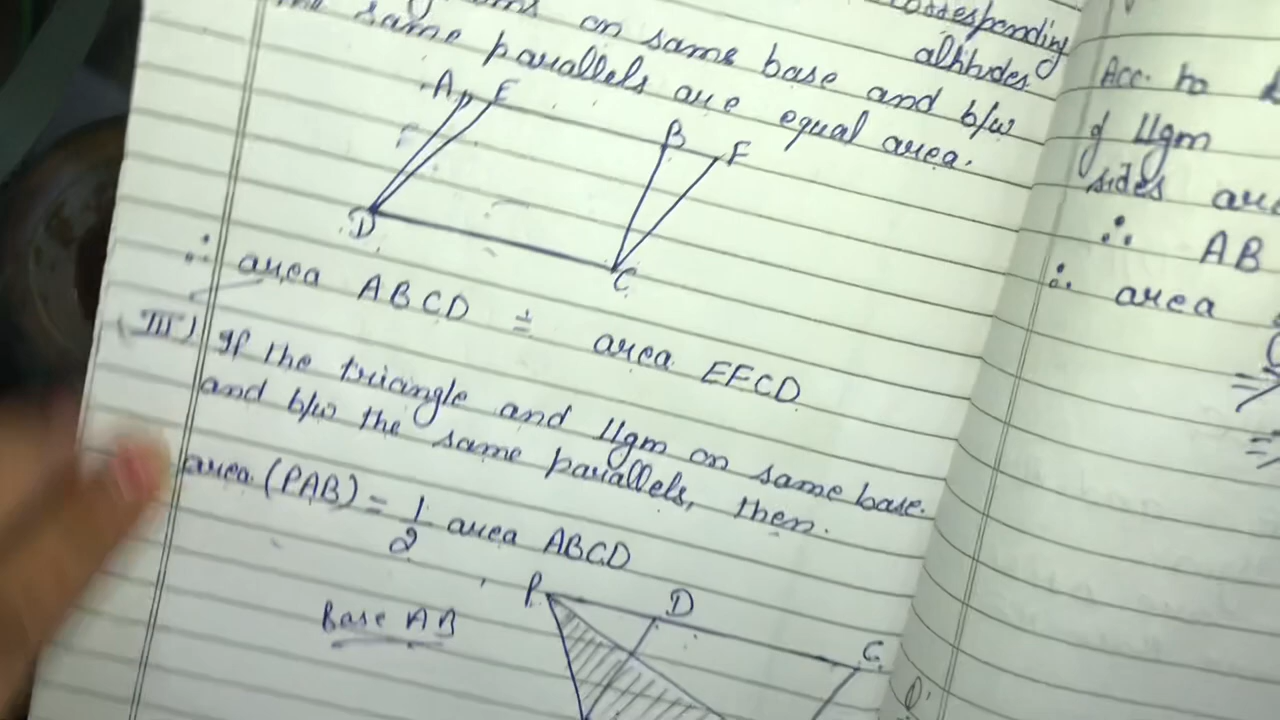 on same base and b/w
same parallels are equal area.
corresponding
altitudes
A E B F
D C
∴ area ABCD = area EFCD
(III) If the triangle and llgm on same base.
and b/w the same parallels, then.
area (PAB) = 1/2 area ABCD
Base AB
P D C
Acc. to
of llgm
sides
∴ AB
∴ area